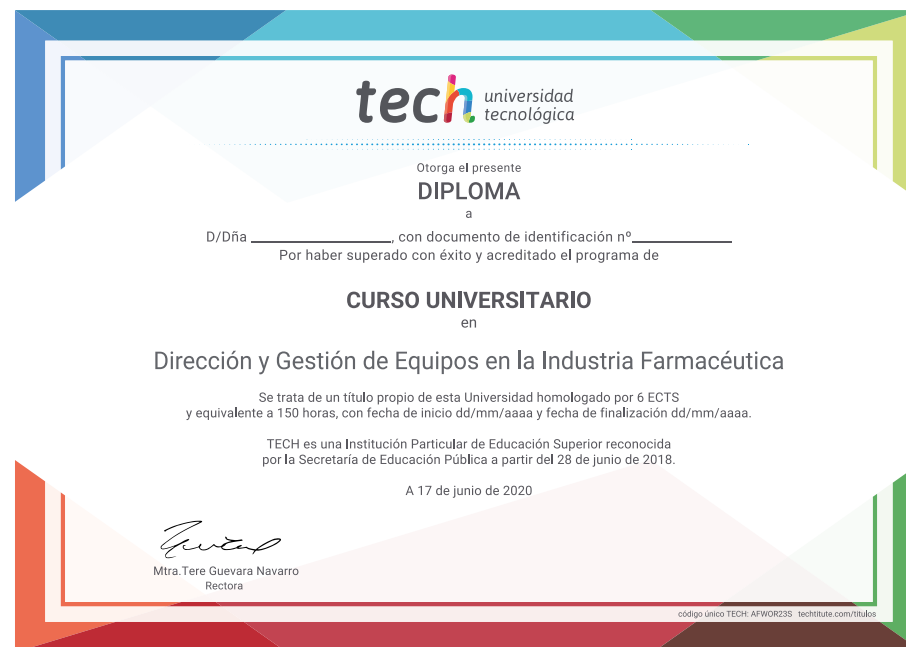 tech universidad
tecnológica
Otorga el presente
DIPLOMA
a
D/Dña ____________________, con documento de identificación nº______________
Por haber superado con éxito y acreditado el programa de
CURSO UNIVERSITARIO
en
Dirección y Gestión de Equipos en la Industria Farmacéutica
Se trata de un título propio de esta Universidad homologado por 6 ECTS
y equivalente a 150 horas, con fecha de inicio dd/mm/aaaa y fecha de finalización dd/mm/aaaa.
TECH es una Institución Particular de Educación Superior reconocida
por la Secretaría de Educación Pública a partir del 28 de junio de 2018.
A 17 de junio de 2020
Mtra.Tere Guevara Navarro
Rectora
código único TECH: AFWOR23S techtitute.com/titulos